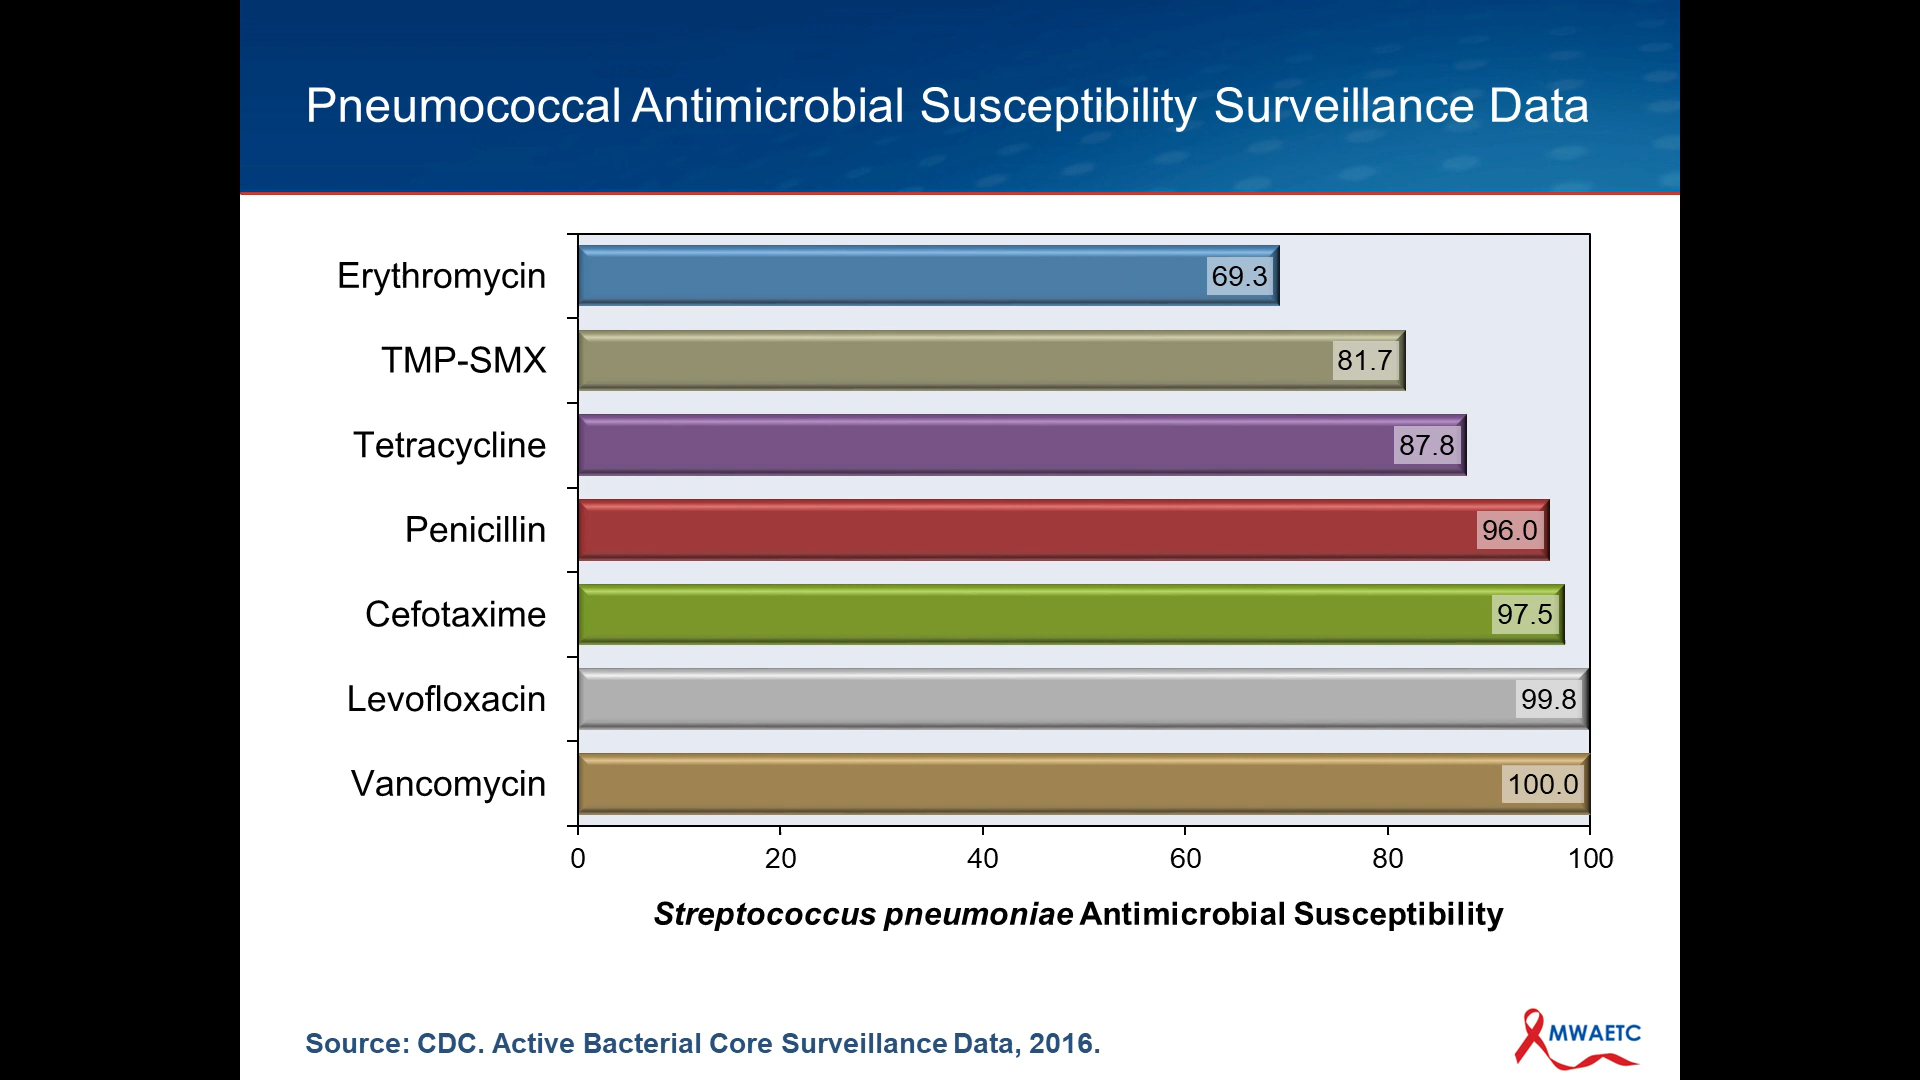 Pneumococcal Antimicrobial Susceptibility Surveillance Data
Erythromycin 69.3
TMP-SMX 81.7
Tetracycline 87.8
Penicillin 96.0
Cefotaxime 97.5
Levofloxacin 99.8
Vancomycin 100.0
0 20 40 60 80 100
Streptococcus pneumoniae Antimicrobial Susceptibility
Source: CDC. Active Bacterial Core Surveillance Data, 2016.
MWAETC